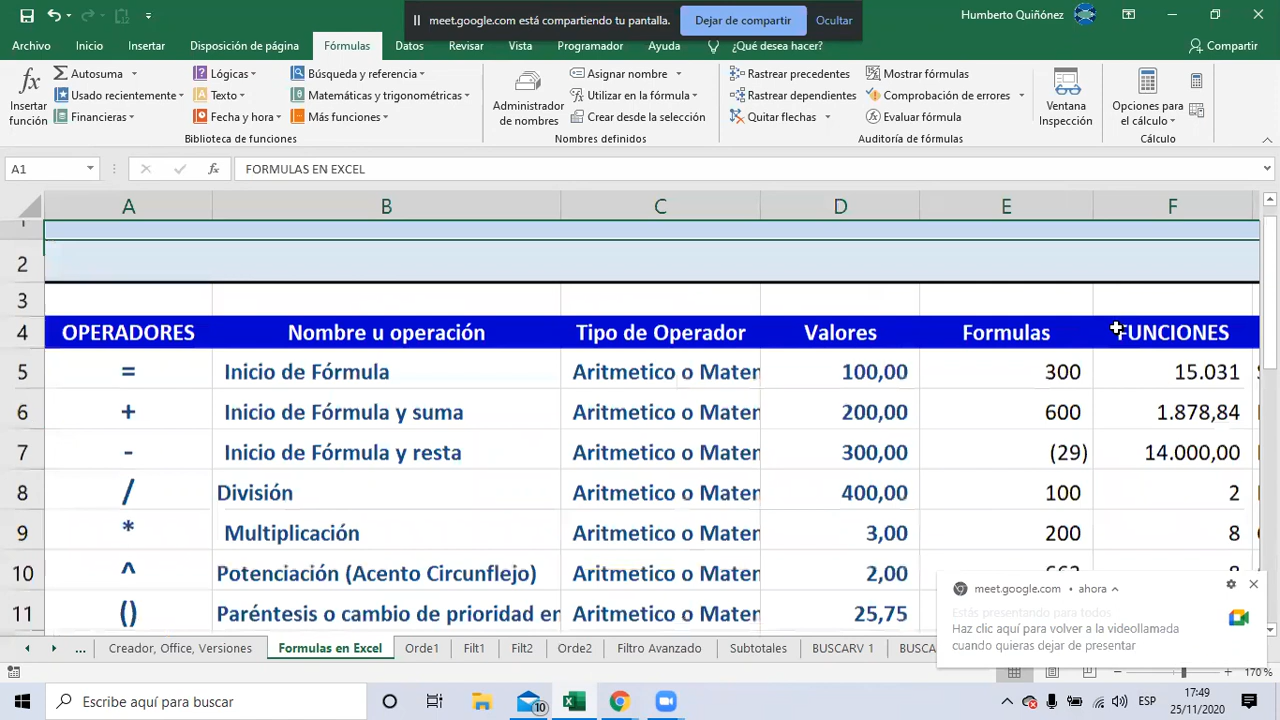 meet.google.com está compartiendo tu pantalla. Dejar de compartir Ocultar
Humberto Quiñónez
Archivo Inicio Insertar Disposición de página Fórmulas Datos Revisar Vista Programador Ayuda ¿Qué desea hacer? Compartir
Insertar función
Autosuma
Usado recientemente
Financieras
Lógicas
Texto
Fecha y hora
Búsqueda y referencia
Matemáticas y trigonométricas
Más funciones
Biblioteca de funciones
Administrador de nombres
Asignar nombre
Utilizar en la fórmula
Crear desde la selección
Nombres definidos
Rastrear precedentes
Rastrear dependientes
Quitar flechas
Mostrar fórmulas
Comprobación de errores
Evaluar fórmula
Auditoría de fórmulas
Ventana Inspección
Opciones para el cálculo
Cálculo
A1 fx FORMULAS EN EXCEL
A B C D E F
2
3
4 OPERADORES Nombre u operación Tipo de Operador Valores Formulas FUNCIONES
5 = Inicio de Fórmula Aritmetico o Maten 100,00 300 15.031
6 + Inicio de Fórmula y suma Aritmetico o Maten 200,00 600 1.878,84
7 - Inicio de Fórmula y resta Aritmetico o Maten 300,00 (29) 14.000,00
8 / División Aritmetico o Maten 400,00 100 2
9 * Multiplicación Aritmetico o Maten 3,00 200 8
10 ^ Potenciación (Acento Circunflejo) Aritmetico o Maten 2,00
11 () Paréntesis o cambio de prioridad en Aritmetico o Maten 25,75
meet.google.com • ahora
Estás presentando para todos
Haz clic aquí para volver a la videollamada
cuando quieras dejar de presentar
... Creador, Office, Versiones Formulas en Excel Orde1 Filt1 Filt2 Orde2 Filtro Avanzado Subtotales BUSCARV 1 BUSCA
170 %
Escribe aquí para buscar
10
ESP
17:49
25/11/2020